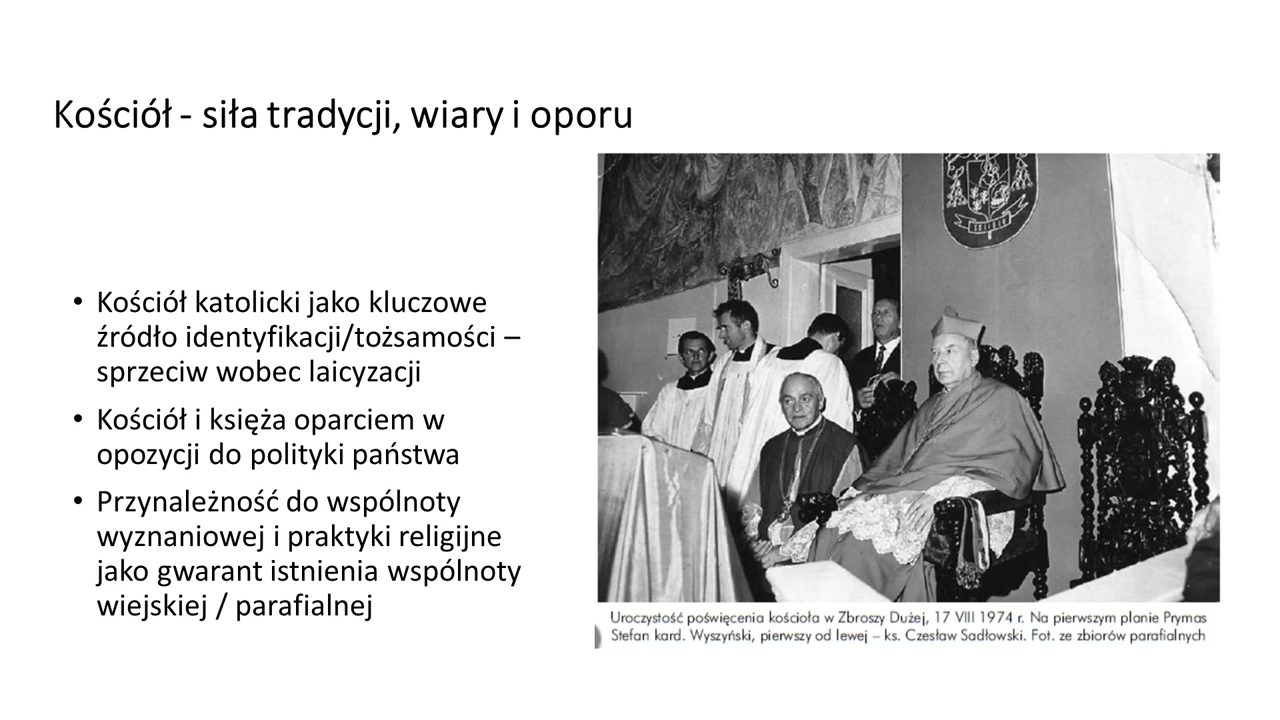 Kościół - siła tradycji, wiary i oporu
• Kościół katolicki jako kluczowe
źródło identyfikacji/tożsamości –
sprzeciw wobec laicyzacji
• Kościół i księża oparciem w
opozycji do polityki państwa
• Przynależność do wspólnoty
wyznaniowej i praktyki religijne
jako gwarant istnienia wspólnoty
wiejskiej / parafialnej
Uroczystość poświęcenia kościoła w Zbroszy Dużej, 17 VIII 1974 r. Na pierwszym planie Prymas
Stefan kard. Wyszyński, pierwszy od lewej – ks. Czesław Sadłowski. Fot. ze zbiorów parafialnych